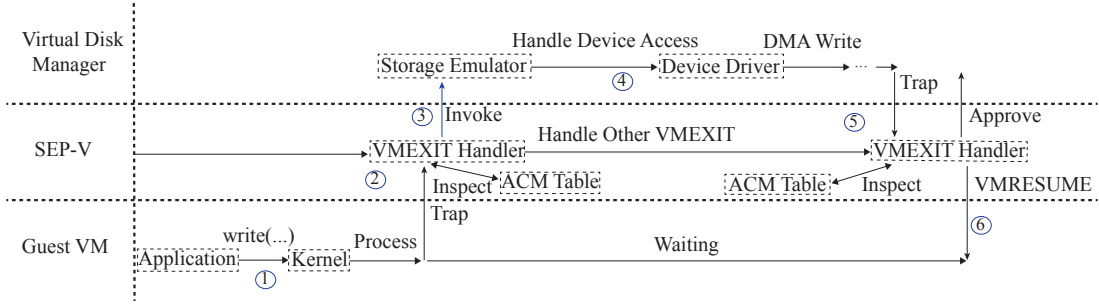 Virtual Disk
Manager
Handle Device Access
DMA Write
Storage Emulator
④
Device Driver
...
Trap
③
Invoke
⑤
Approve
SEP-V
Handle Other VMEXIT
VMEXIT Handler
VMEXIT Handler
②
Inspect
ACM Table
ACM Table
Inspect
VMRESUME
Trap
Guest VM
write(...)
Process
Waiting
⑥
Application
①
Kernel